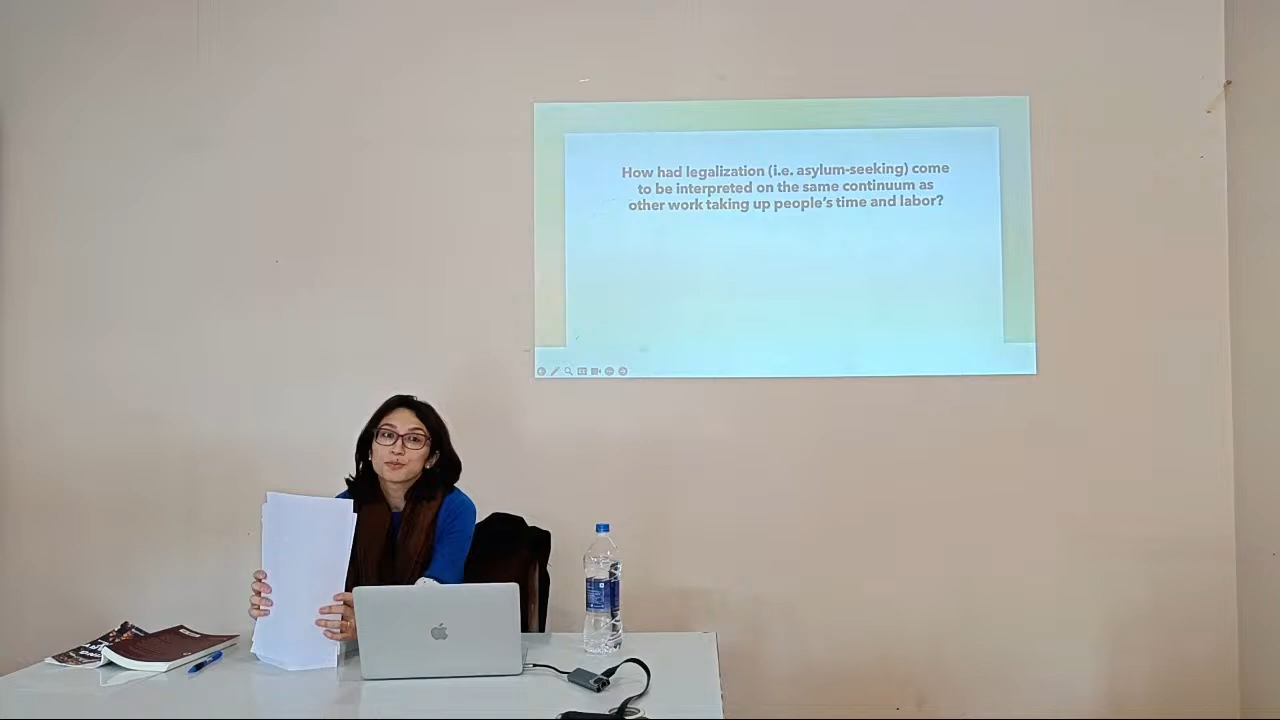 How had legalization (i.e. asylum-seeking) come
to be interpreted on the same continuum as
other work taking up people's time and labor?